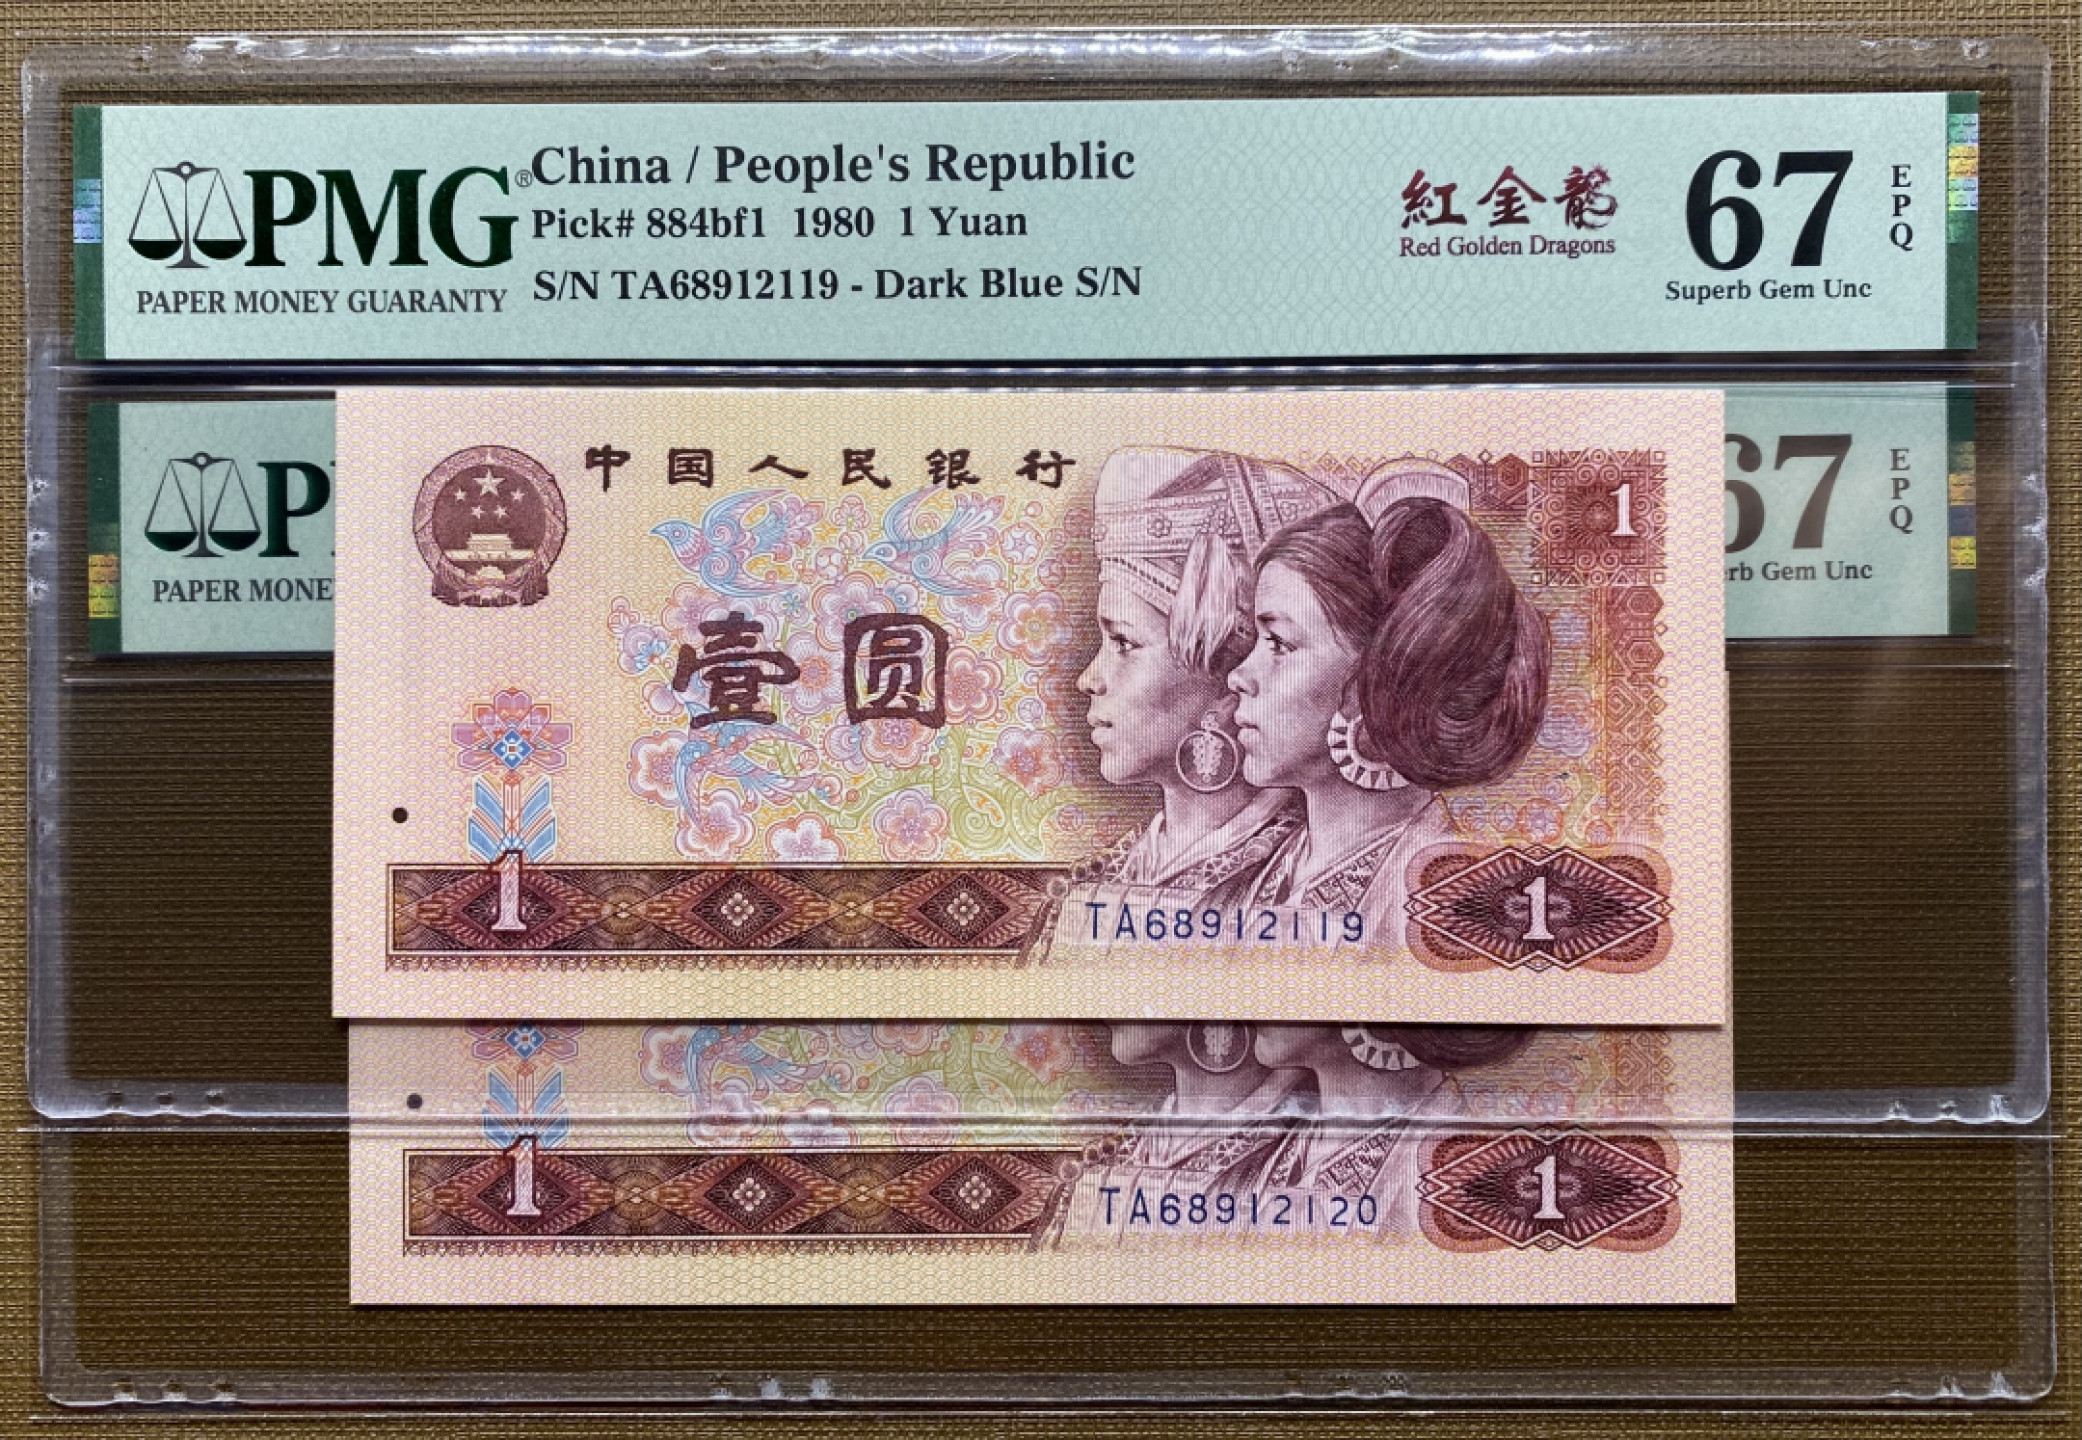 PMG®
PAPER MONEY GUARANTY
China / People's Republic
Pick# 884bf1 1980 1 Yuan
S/N TA68912119 - Dark Blue S/N
紅金龍
Red Golden Dragons
67
EPQ
Superb Gem Unc
P
PAPER MONE
67
EPQ
rb Gem Unc
中国人民银行
1
壹圆
1
TA68912119
1
1
TA68912120
1